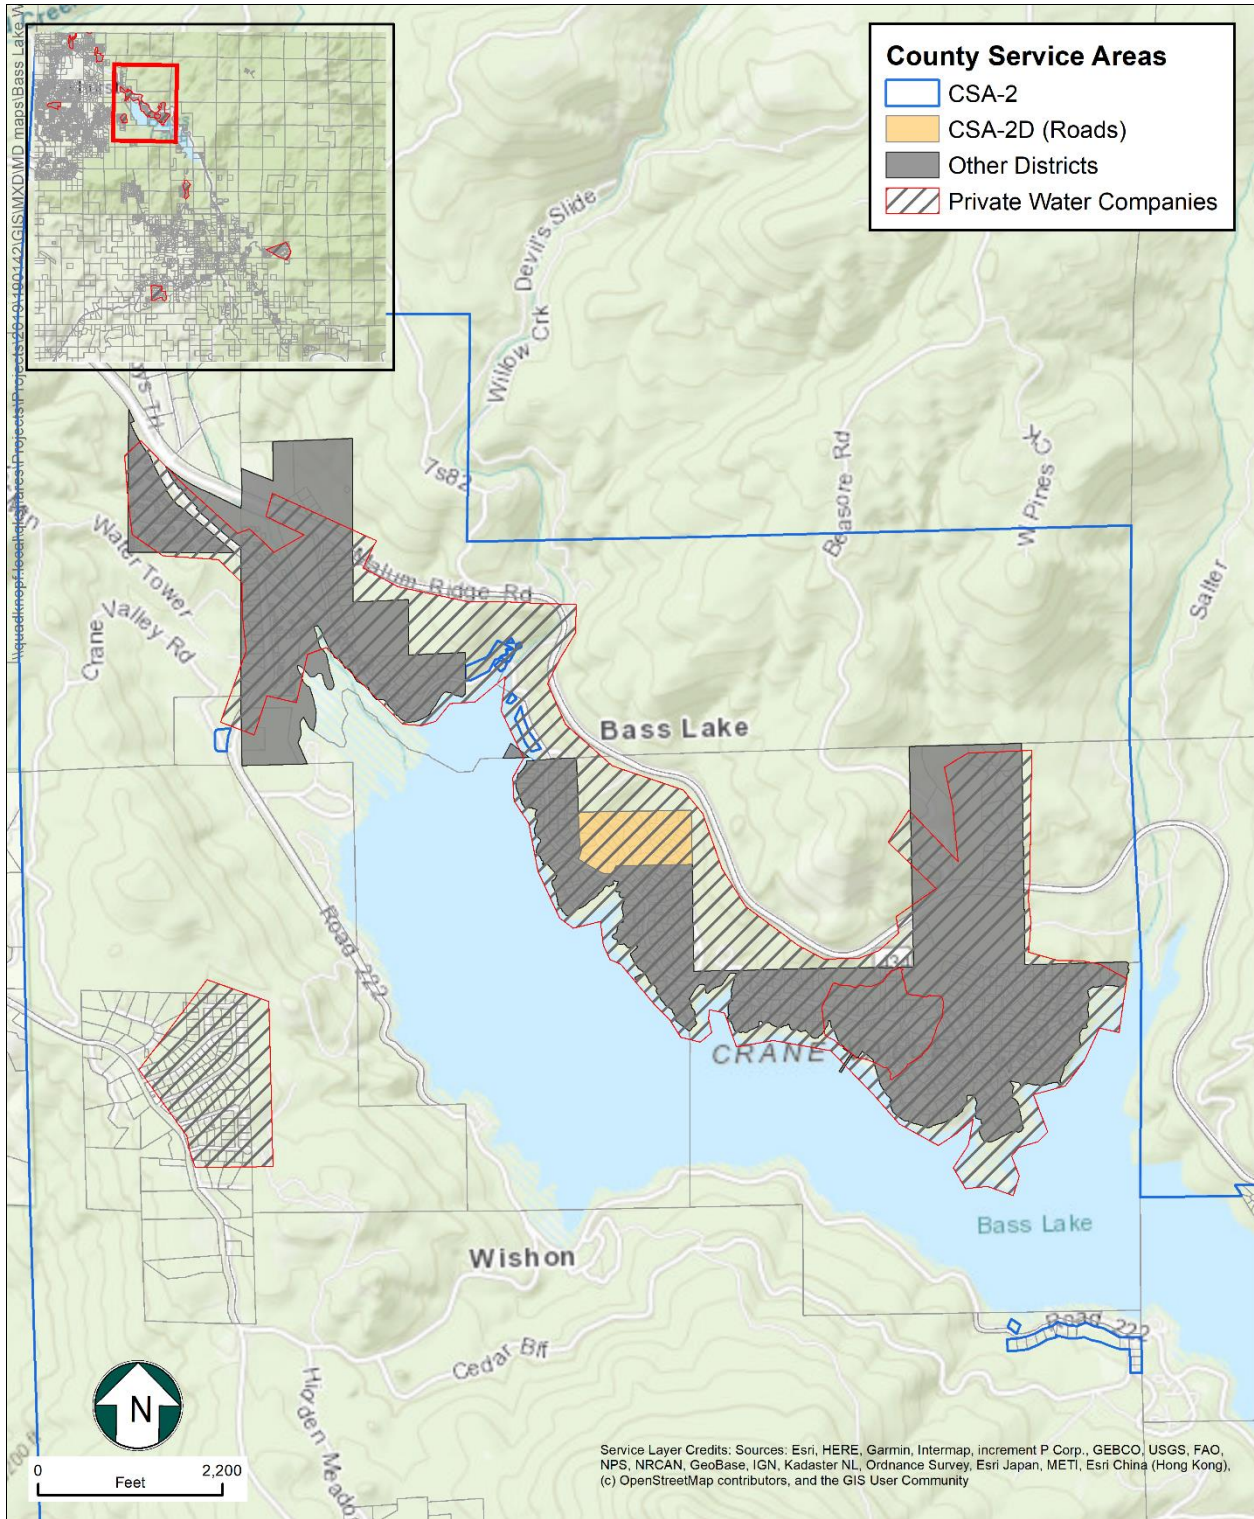 County Service Areas
CSA-2
CSA-2D (Roads)
Other Districts
Private Water Companies
Devil's Slide
Willow Crk
7s82
Beasore Rd
W Pines Ck
Salter
Malum Ridge Rd
Water Tower
Crane Valley Rd
Bass Lake
Road 222
CRANE
Bass Lake
Wishon
Road 222
Cedar Blf
N
0 2,200
Feet
Service Layer Credits: Sources: Esri, HERE, Garmin, Intermap, increment P Corp., GEBCO, USGS, FAO,
NPS, NRCAN, GeoBase, IGN, Kadaster NL, Ordnance Survey, Esri Japan, METI, Esri China (Hong Kong),
(c) OpenStreetMap contributors, and the GIS User Community